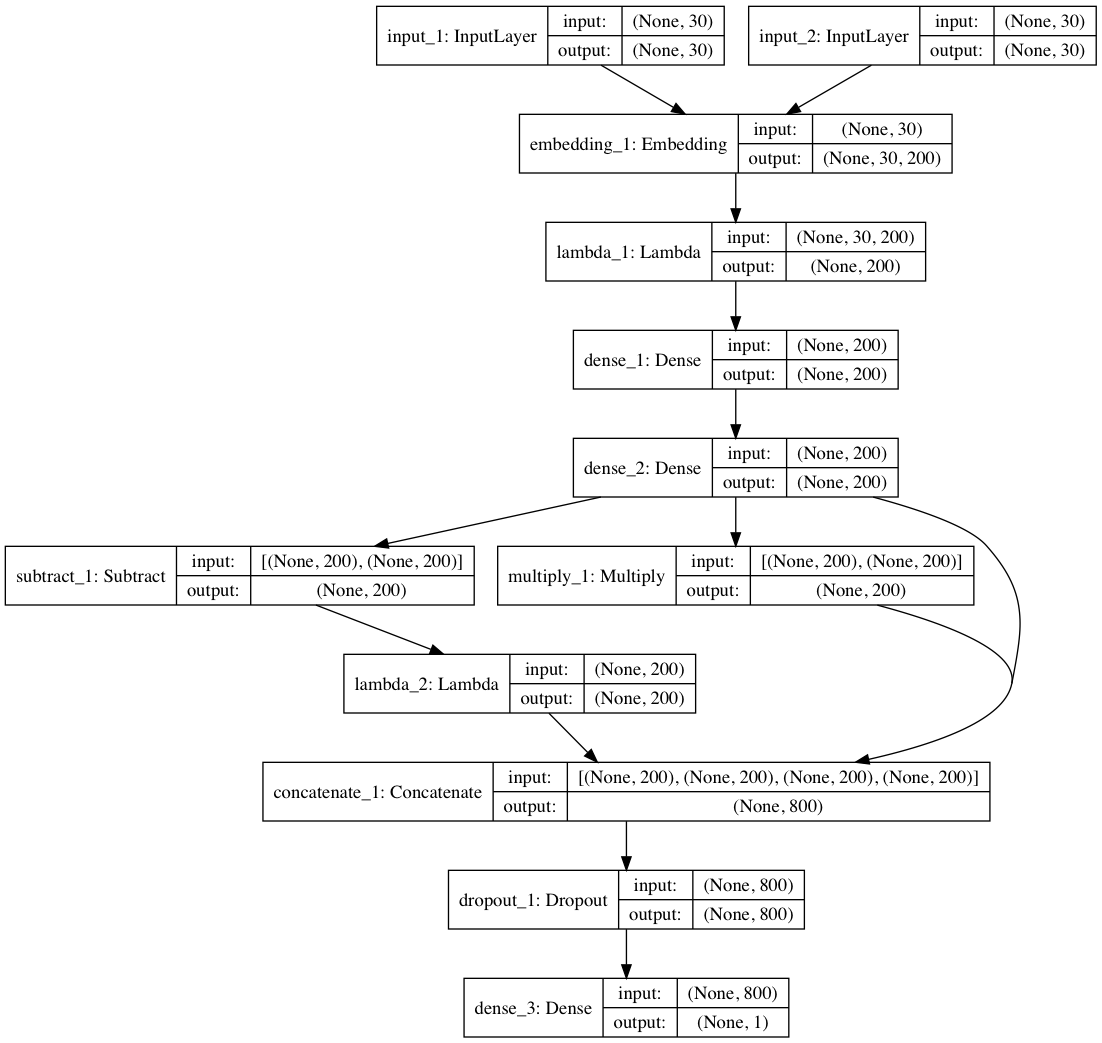 input_1: InputLayer
input:
(None, 30)
output:
(None, 30)
input_2: InputLayer
input:
(None, 30)
output:
(None, 30)
embedding_1: Embedding
input:
(None, 30)
output:
(None, 30, 200)
lambda_1: Lambda
input:
(None, 30, 200)
output:
(None, 200)
dense_1: Dense
input:
(None, 200)
output:
(None, 200)
dense_2: Dense
input:
(None, 200)
output:
(None, 200)
subtract_1: Subtract
input:
[(None, 200), (None, 200)]
output:
(None, 200)
multiply_1: Multiply
input:
[(None, 200), (None, 200)]
output:
(None, 200)
lambda_2: Lambda
input:
(None, 200)
output:
(None, 200)
concatenate_1: Concatenate
input:
[(None, 200), (None, 200), (None, 200), (None, 200)]
output:
(None, 800)
dropout_1: Dropout
input:
(None, 800)
output:
(None, 800)
dense_3: Dense
input:
(None, 800)
output:
(None, 1)